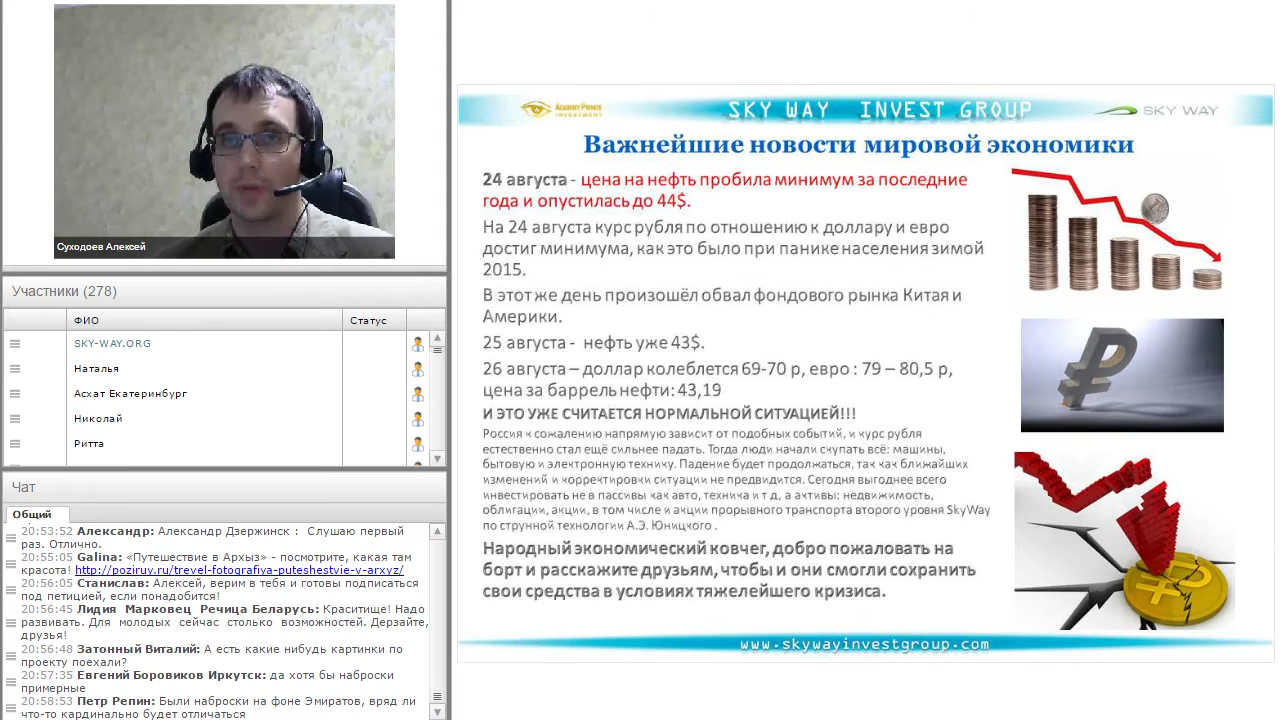 Суходоев Алексей
Участники (278)
ФИО
Статус
SKY-WAY.ORG
Наталья
Асхат Екатеринбург
Николай
Ритта
Чат
Общий
20:53:52 Александр: Александр Дзержинск : Слушаю первый
раз. Отлично.
20:55:05 Galina: «Путешествие в Архыз» - посмотрите, какая там
красота! http://poziruy.ru/trevel-fotografiya-puteshestvie-v-arxyz/
20:56:05 Станислав: Алексей, верим в тебя и готовы подписаться
под петицией, если понадобится!
20:56:45 Лидия Марковец Речица Беларусь: Краситище! Надо
развивать. Для молодых сейчас столько возможностей. Дерзайте,
друзья!
20:56:48 Затонный Виталий: А есть какие нибудь картинки по
проекту поехали?
20:57:35 Евгений Боровиков Иркутск: да хотя бы наброски
примерные
20:58:53 Петр Репин: Были наброски на фоне Эмиратов, вряд ли
что-то кардинально будет отличаться
ACADEMY PRIVATE
INVESTMENT
SKY WAY INVEST GROUP
SKY WAY
Важнейшие новости мировой экономики
24 августа - цена на нефть пробила минимум за последние
года и опустилась до 44$.
На 24 августа курс рубля по отношению к доллару и евро
достиг минимума, как это было при панике населения зимой
2015.
В этот же день произошёл обвал фондового рынка Китая и
Америки.
25 августа - нефть уже 43$.
26 августа – доллар колеблется 69-70 р, евро : 79 – 80,5 р,
цена за баррель нефти: 43,19
И ЭТО УЖЕ СЧИТАЕТСЯ НОРМАЛЬНОЙ СИТУАЦИЕЙ!!!
Россия к сожалению напрямую зависит от подобных событий, и курс рубля
естественно стал ещё сильнее падать. Тогда люди начали скупать всё: машины,
бытовую и электронную технику. Падение будет продолжаться, так как ближайших
изменений и корректировки ситуации не предвидится. Сегодня выгоднее всего
инвестировать не в пассивы как авто, техника и т д, а активы: недвижимость,
облигации, акции, в том числе и акции прорывного транспорта второго уровня SkyWay
по струнной технологии А.Э. Юницкого .
Народный экономический ковчег, добро пожаловать на
борт и расскажите друзьям, чтобы и они смогли сохранить
свои средства в условиях тяжелейшего кризиса.
www.skywayinvestgroup.com